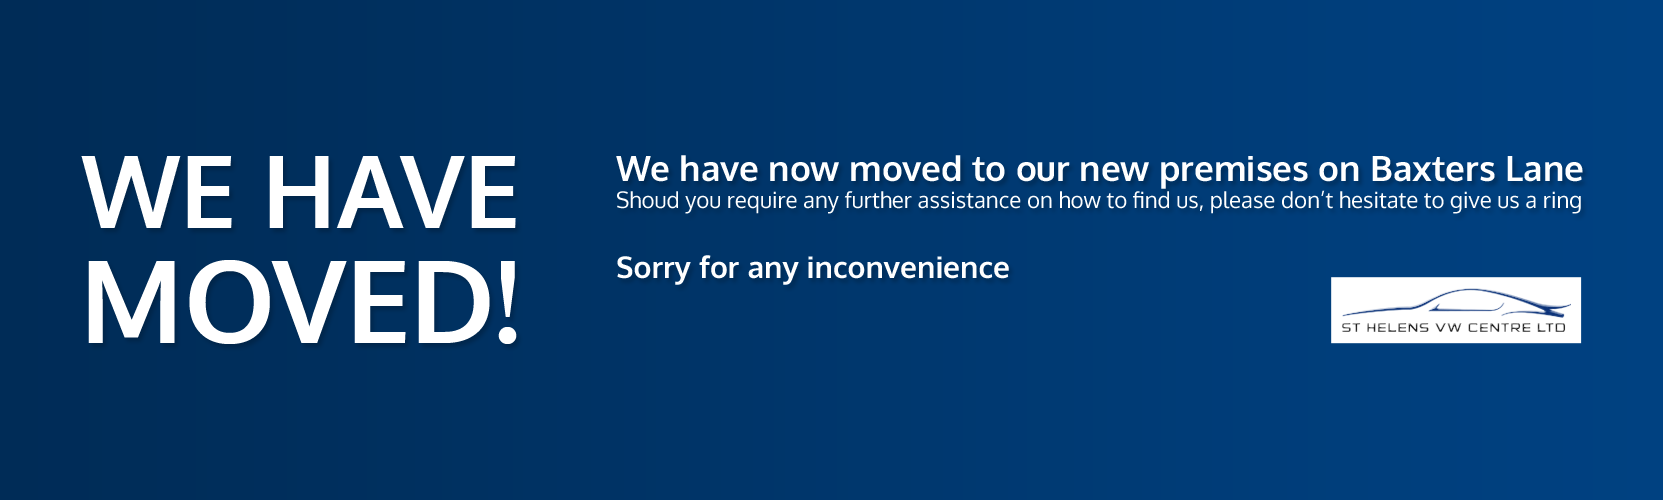 WE HAVE
MOVED!
We have now moved to our new premises on Baxters Lane
Shoud you require any further assistance on how to find us, please don’t hesitate to give us a ring
Sorry for any inconvenience
ST HELENS VW CENTRE LTD